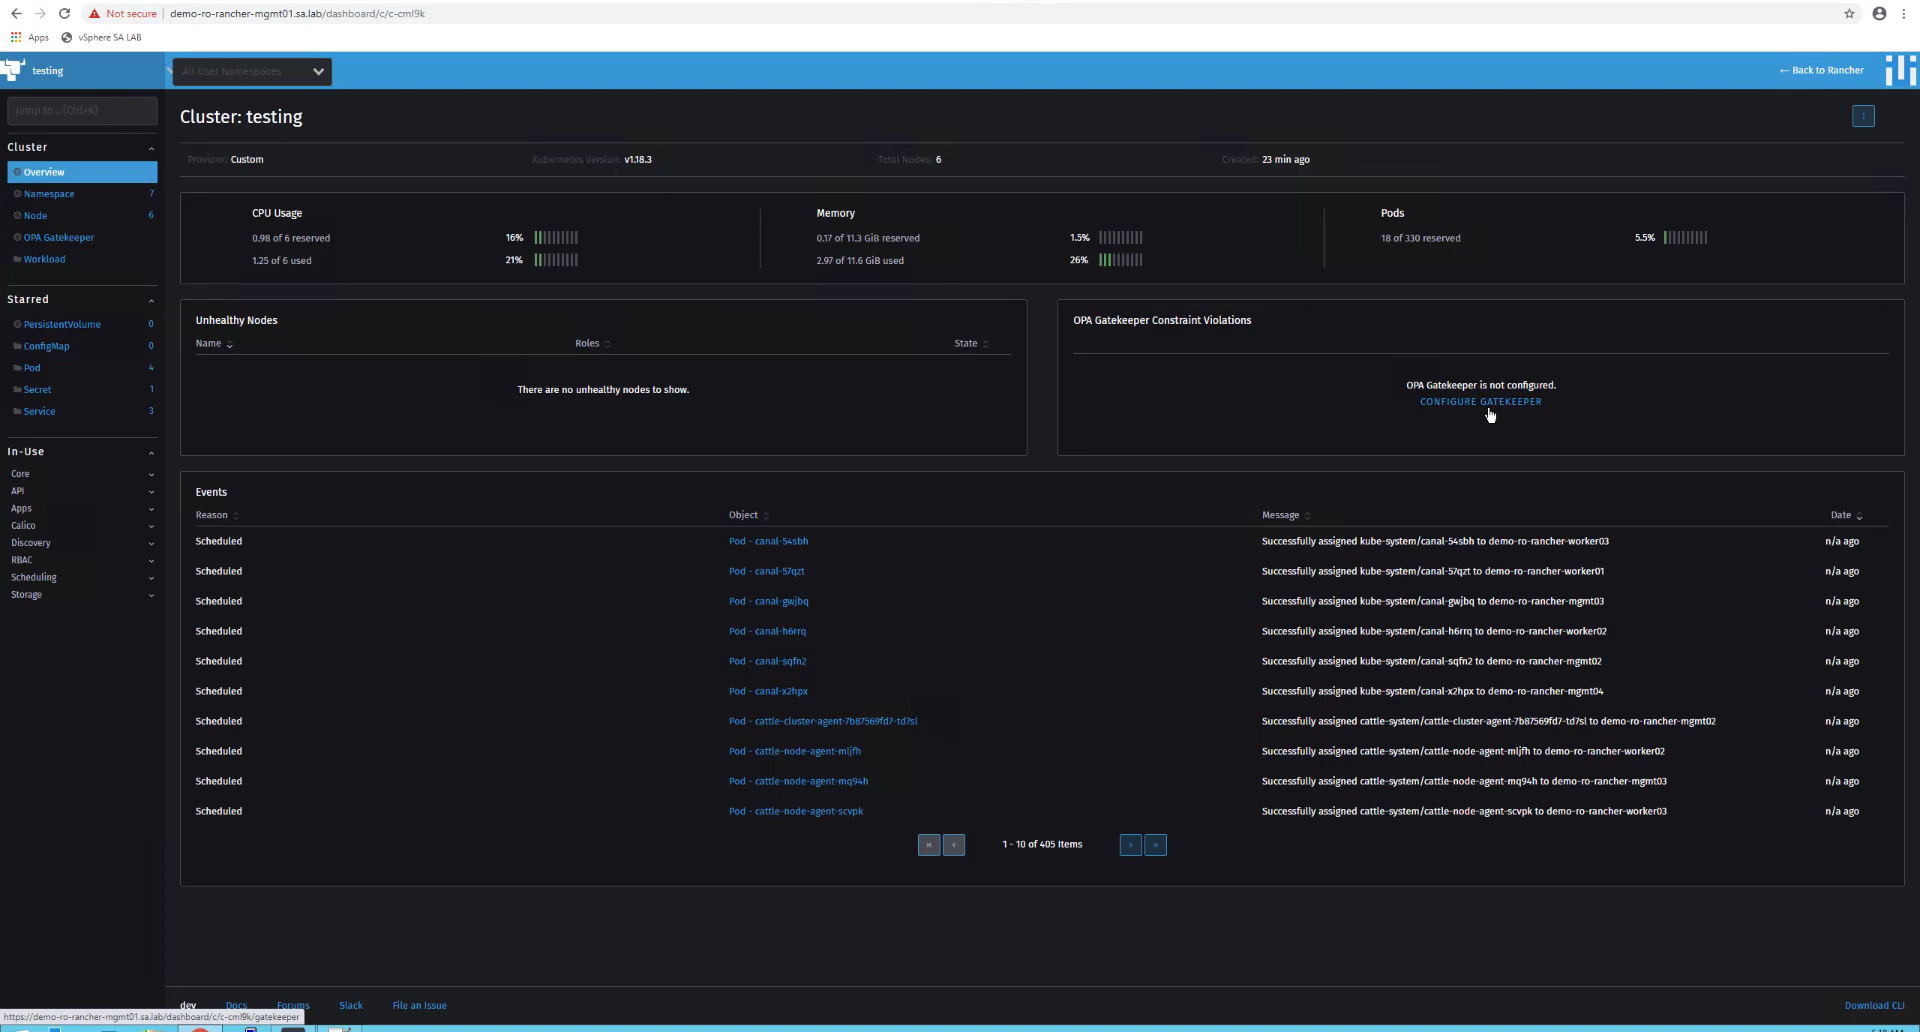 Not secure demo-ro-rancher-mgmt01.sa.lab/dashboard/c/c-cml9k
Apps vSphere SA LAB
testing All User Namespaces ← Back to Rancher
Jump to... (Ctrl+K)
Cluster: testing
Cluster
Provider: Custom Kubernetes Version: v1.18.3 Total Nodes: 6 Created: 23 min ago
Overview
Namespace 7
Node 6
OPA Gatekeeper
Workload
Starred
PersistentVolume 0
ConfigMap 0
Pod 4
Secret 1
Service 3
In-Use
Core
API
Apps
Calico
Discovery
RBAC
Scheduling
Storage
CPU Usage Memory Pods
0.98 of 6 reserved 16% 0.17 of 11.3 GiB reserved 1.5% 18 of 330 reserved 5.5%
1.25 of 6 used 21% 2.97 of 11.6 GiB used 26%
Unhealthy Nodes
Name Roles State
There are no unhealthy nodes to show.
OPA Gatekeeper Constraint Violations
OPA Gatekeeper is not configured.
CONFIGURE GATEKEEPER
Events
Reason Object Message Date
Scheduled Pod - canal-54sbh Successfully assigned kube-system/canal-54sbh to demo-ro-rancher-worker03 n/a ago
Scheduled Pod - canal-57qzt Successfully assigned kube-system/canal-57qzt to demo-ro-rancher-worker01 n/a ago
Scheduled Pod - canal-gwjbq Successfully assigned kube-system/canal-gwjbq to demo-ro-rancher-mgmt03 n/a ago
Scheduled Pod - canal-h6rrq Successfully assigned kube-system/canal-h6rrq to demo-ro-rancher-worker02 n/a ago
Scheduled Pod - canal-sqfn2 Successfully assigned kube-system/canal-sqfn2 to demo-ro-rancher-mgmt02 n/a ago
Scheduled Pod - canal-x2hpx Successfully assigned kube-system/canal-x2hpx to demo-ro-rancher-mgmt04 n/a ago
Scheduled Pod - cattle-cluster-agent-7b87569fd7-td7sl Successfully assigned cattle-system/cattle-cluster-agent-7b87569fd7-td7sl to demo-ro-rancher-mgmt02 n/a ago
Scheduled Pod - cattle-node-agent-mljfh Successfully assigned cattle-system/cattle-node-agent-mljfh to demo-ro-rancher-worker02 n/a ago
Scheduled Pod - cattle-node-agent-mq94h Successfully assigned cattle-system/cattle-node-agent-mq94h to demo-ro-rancher-mgmt03 n/a ago
Scheduled Pod - cattle-node-agent-scvpk Successfully assigned cattle-system/cattle-node-agent-scvpk to demo-ro-rancher-worker03 n/a ago
« ‹ 1 - 10 of 405 Items › »
dev Docs Forums Slack File an Issue Download CLI
https://demo-ro-rancher-mgmt01.sa.lab/dashboard/c/c-cml9k/gatekeeper